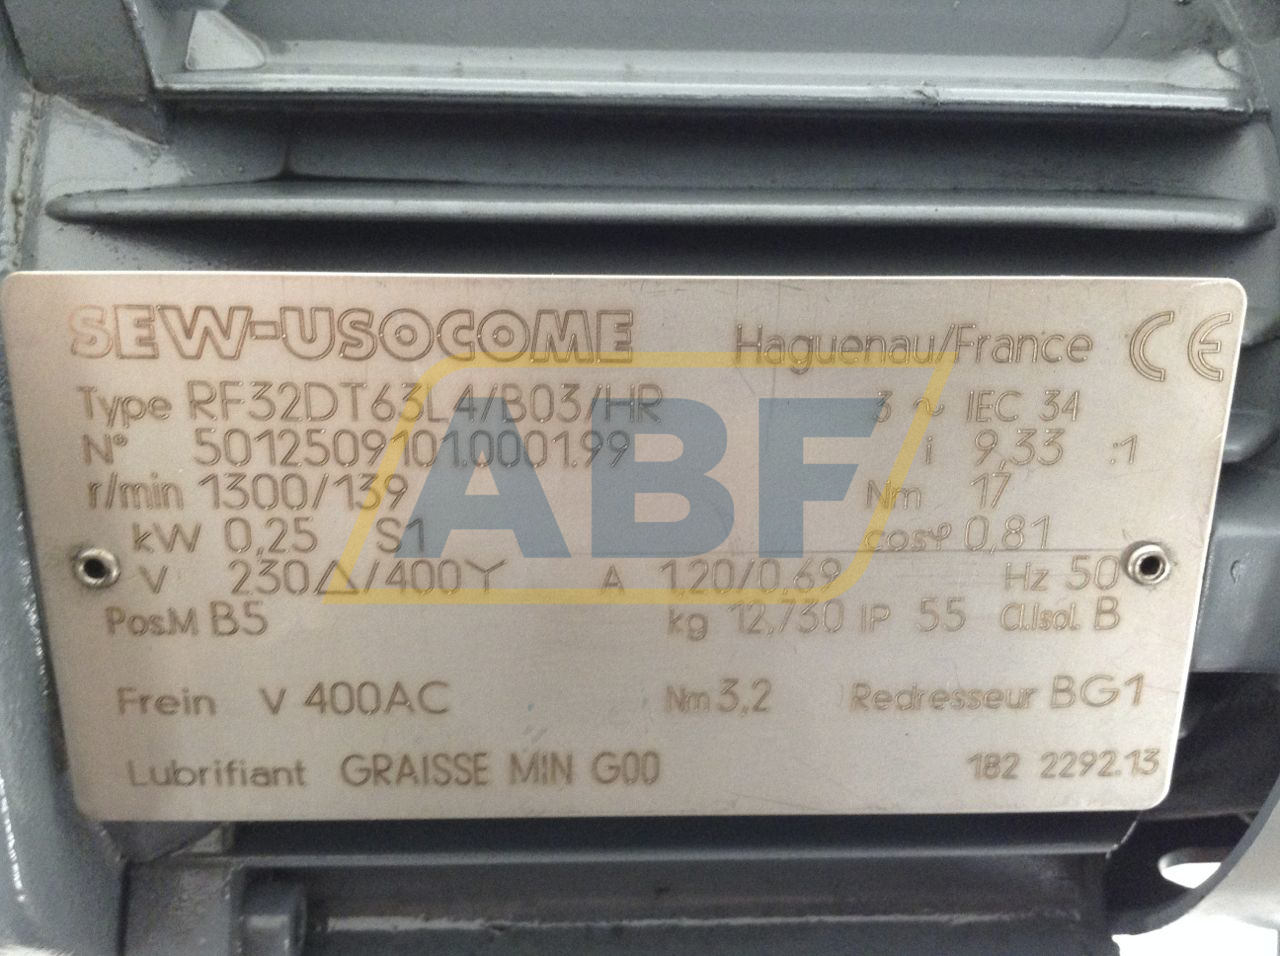 SEW-USOCOME Haguenau/France CE
Type RF32DT63L4/B03/HR 3 ~ IEC 34
N° 5012509101.0001.99 i 9,33 :1
r/min 1300/139 Nm 17
kW 0,25 S1 cosφ 0,81
V 230△/400Y A 1,20/0,69 Hz 50
Pos.M B5 kg 12,730 IP 55 Cl.Isol. B
Frein V 400AC Nm 3,2 Redresseur BG1
Lubrifiant GRAISSE MIN G00 182 2292.13
ABF